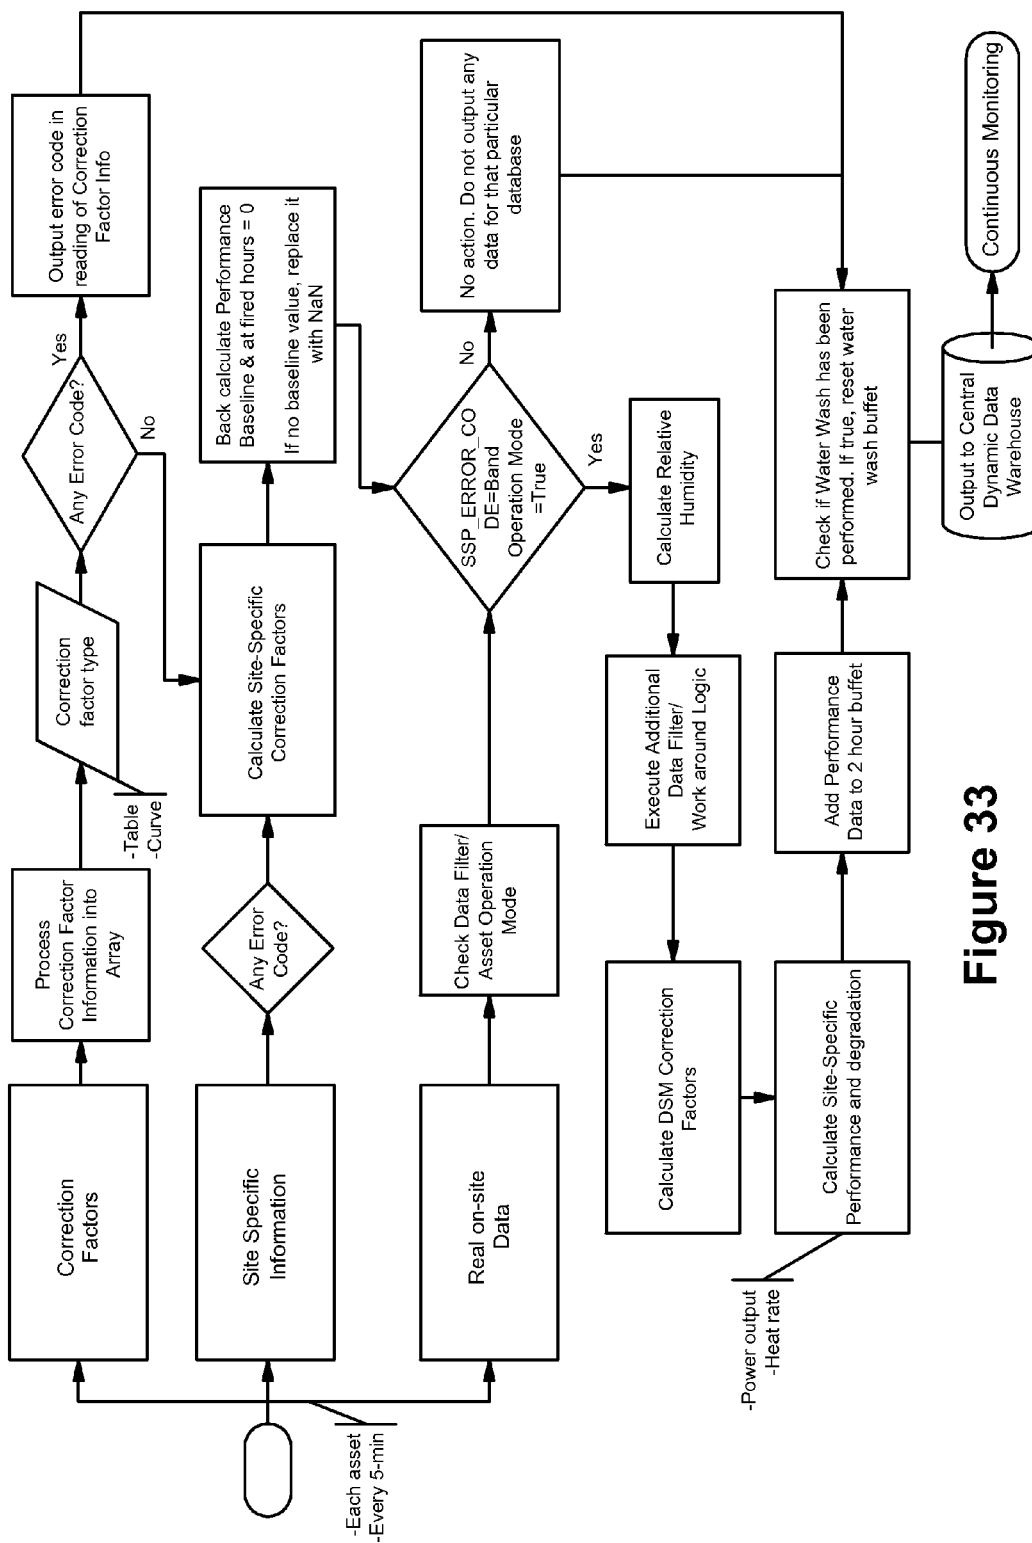 -Each asset
-Every 5-min
Correction
Factors
Process
Correction Factor
Information into
Array
-Table
-Curve
Correction
factor type
Any Error Code?
Yes
No
Output error code in
reading of Correction
Factor Info
Site Specific
Information
Any Error
Code?
Calculate Site-Specific
Correction Factors
Back calculate Performance
Baseline & at fired hours = 0
If no baseline value, replace it
with NaN
Real on-site
Data
Check Data Filter/
Asset Operation
Mode
SSP_ERROR_CO
DE=Band
Operation Mode
=True
No
Yes
No action. Do not output any
data for that particular
database
Calculate Relative
Humidity
Execute Additional
Data Filter/
Work around Logic
Calculate DSM Correction
Factors
-Power output
-Heat rate
Calculate Site-Specific
Performance and degradation
Add Performance
Data to 2 hour buffet
Check if Water Wash has been
performed. If true, reset water
wash buffet
Output to Central
Dynamic Data
Warehouse
Continuous Monitoring
Figure 33